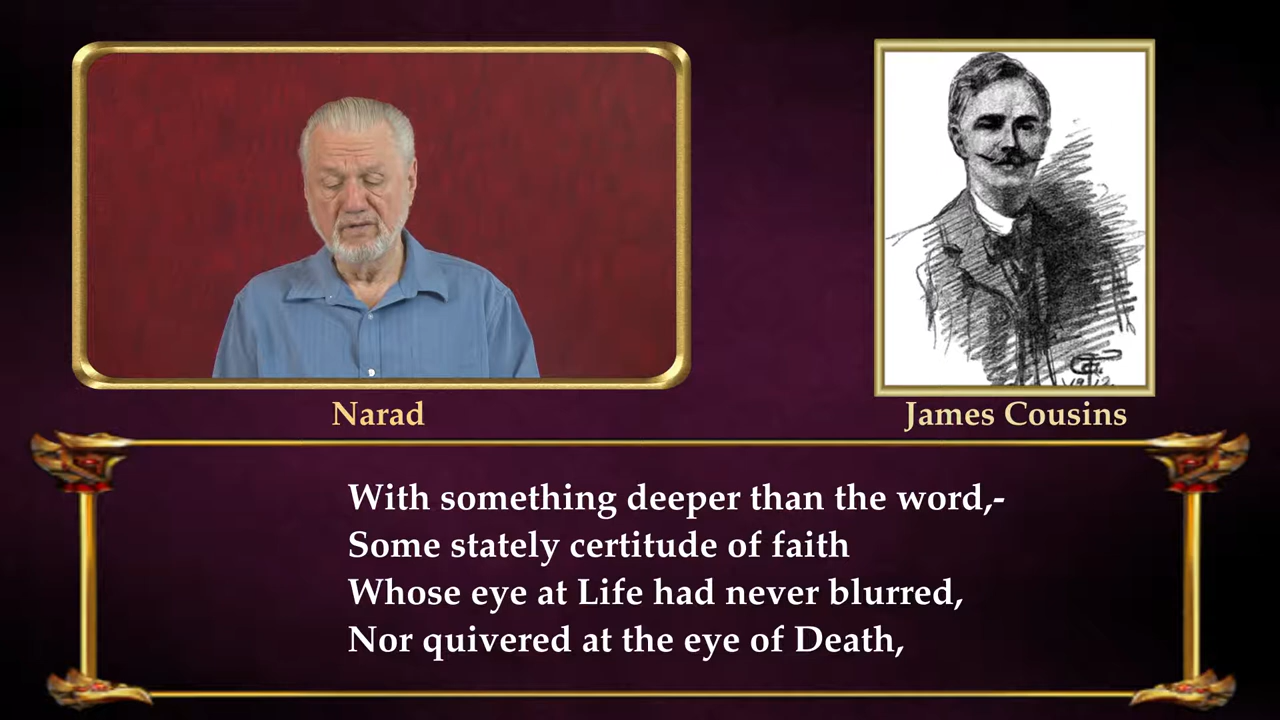 Narad
James Cousins
With something deeper than the word,-
Some stately certitude of faith
Whose eye at Life had never blurred,
Nor quivered at the eye of Death,